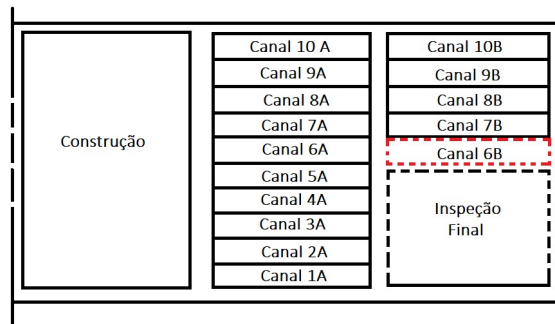 Construção
Canal 10 A
Canal 9A
Canal 8A
Canal 7A
Canal 6A
Canal 5A
Canal 4A
Canal 3A
Canal 2A
Canal 1A
Canal 10B
Canal 9B
Canal 8B
Canal 7B
Canal 6B
Inspeção
Final